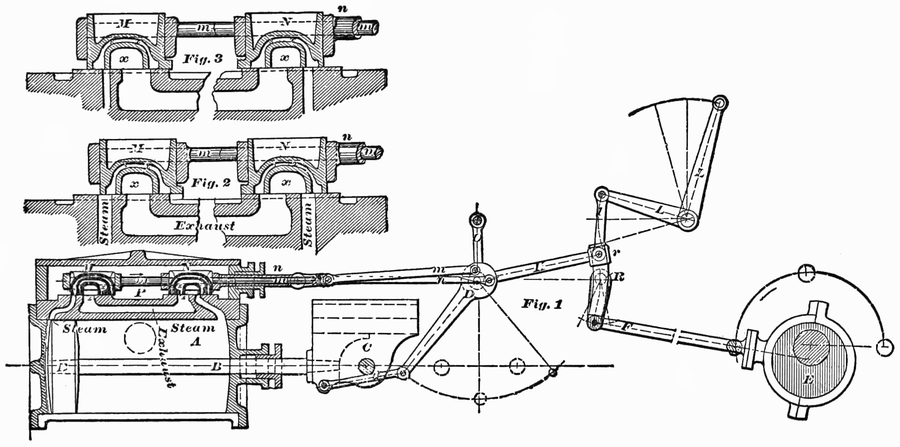 M
N
n
m
m
x
Fig. 3
x
M
N
n
m
x
Fig. 2
x
Steam
Exhaust
Steam
n
m
P
D
L
r
R
l
L
k
Fig. 1
F
Steam
Exhaust
Steam
A
B
C
E